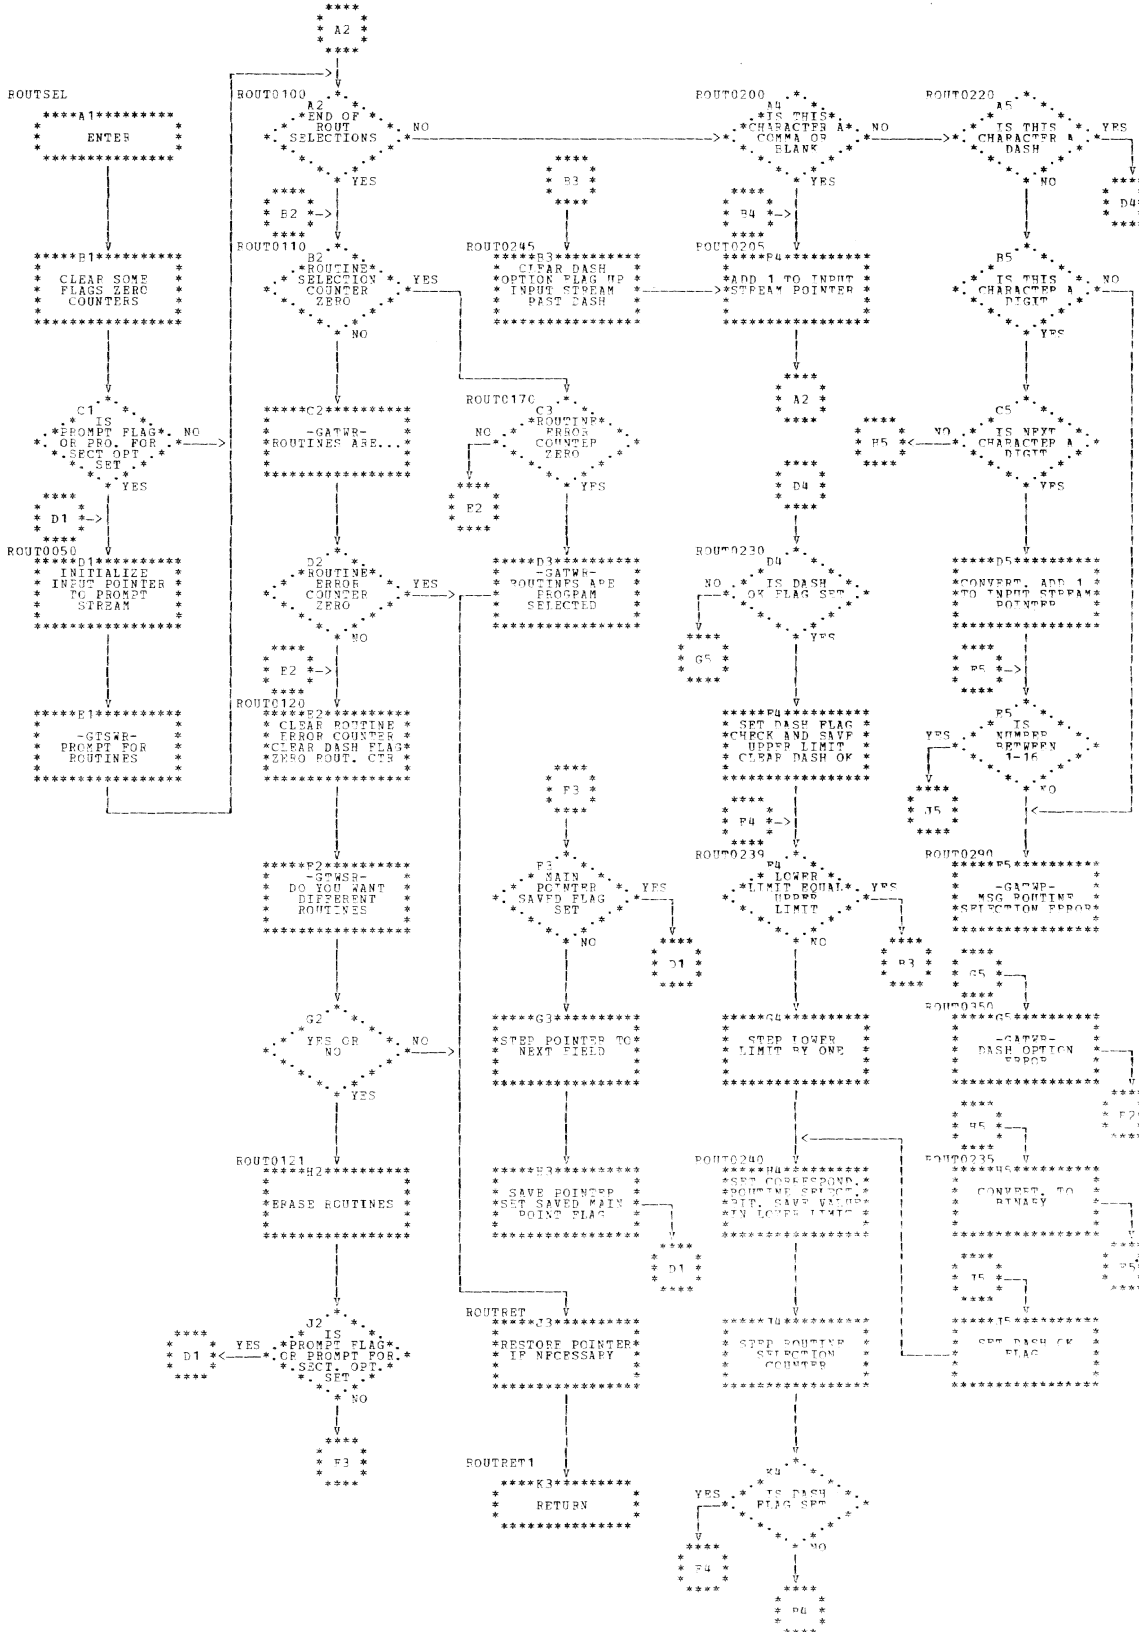 A2
ROUTSEL
A1
ENTER
B1
CLEAR SOME
FLAGS ZERO
COUNTERS
C1
IS
PROMPT FLAG
OR PRO. FOR
SECT OPT
SET
NO
YES
D1
ROUT0050
D1
INITIALIZE
INPUT POINTER
TO PROMPT
STREAM
E1
-GTSWR-
PROMPT FOR
ROUTINES
ROUT0100
A2
END OF
ROUT
SELECTIONS
NO
YES
B2
ROUT0110
B2
ROUTINE
SELECTION
COUNTER
ZERO
YES
NO
C2
-GATWR-
ROUTINES ARE...
D2
ROUTINE
ERROR
COUNTER
ZERO
YES
NO
E2
ROUT0120
E2
CLEAR ROUTINE
ERROR COUNTER
CLEAR DASH FLAG
ZERO ROUT. CTR
F2
-GTWSR-
DO YOU WANT
DIFFERENT
ROUTINES
G2
YES OR
NO
NO
YES
ROUT0121
H2
ERASE ROUTINES
J2
IS
PROMPT FLAG
OR PROMPT FOR
SECT. OPT.
SET
YES
D1
NO
F3
B3
ROUT0245
B3
CLEAR DASH
OPTION FLAG UP
INPUT STREAM
PAST DASH
ROUT0170
C3
ROUTINE
ERROR
COUNTER
ZERO
NO
E2
YES
D3
-GATWR-
ROUTINES ARE
PROGRAM
SELECTED
F3
F3
MAIN
POINTER
SAVED FLAG
SET
YES
D1
NO
G3
STEP POINTER TO
NEXT FIELD
H3
SAVE POINTER
SET SAVED MAIN
POINT FLAG
D1
ROUTRET
J3
RESTORE POINTER
IF NECESSARY
ROUTRET1
K3
RETURN
ROUT0200
A4
IS THIS
CHARACTER A
COMMA OR
BLANK
NO
YES
B4
ROUT0205
B4
ADD 1 TO INPUT
STREAM POINTER
A2
D4
ROUT0230
D4
IS DASH
OK FLAG SET
NO
G5
YES
E4
SET DASH FLAG
CHECK AND SAVE
UPPER LIMIT
CLEAR DASH OK
F4
ROUT0239
F4
LOWER
LIMIT EQUAL
UPPER
LIMIT
YES
B3
NO
G4
STEP LOWER
LIMIT BY ONE
ROUT0240
H4
SET CORRESPOND.
ROUTINE SELECT.
BIT. SAVE VALUE
IN LOWER LIMIT
J4
STEP ROUTINE
SELECTION
COUNTER
K4
IS DASH
FLAG SET
YES
F4
NO
B4
ROUT0220
A5
IS THIS
CHARACTER A
DASH
YES
D4
NO
B5
IS THIS
CHARACTER A
DIGIT
NO
YES
C5
IS NEXT
CHARACTER A
DIGIT
NO
H5
YES
D5
CONVERT, ADD 1
TO INPUT STREAM
POINTER
E5
E5
IS
NUMBER
BETWEEN
1-16
YES
J5
NO
ROUT0290
F5
-GATWR-
MSG ROUTINE
SELECTION ERROR
G5
ROUT0350
G5
-GATWR-
DASH OPTION
ERROR
E2
H5
ROUT0235
H5
CONVERT. TO
BINARY
E5
J5
J5
SET DASH OK
FLAG